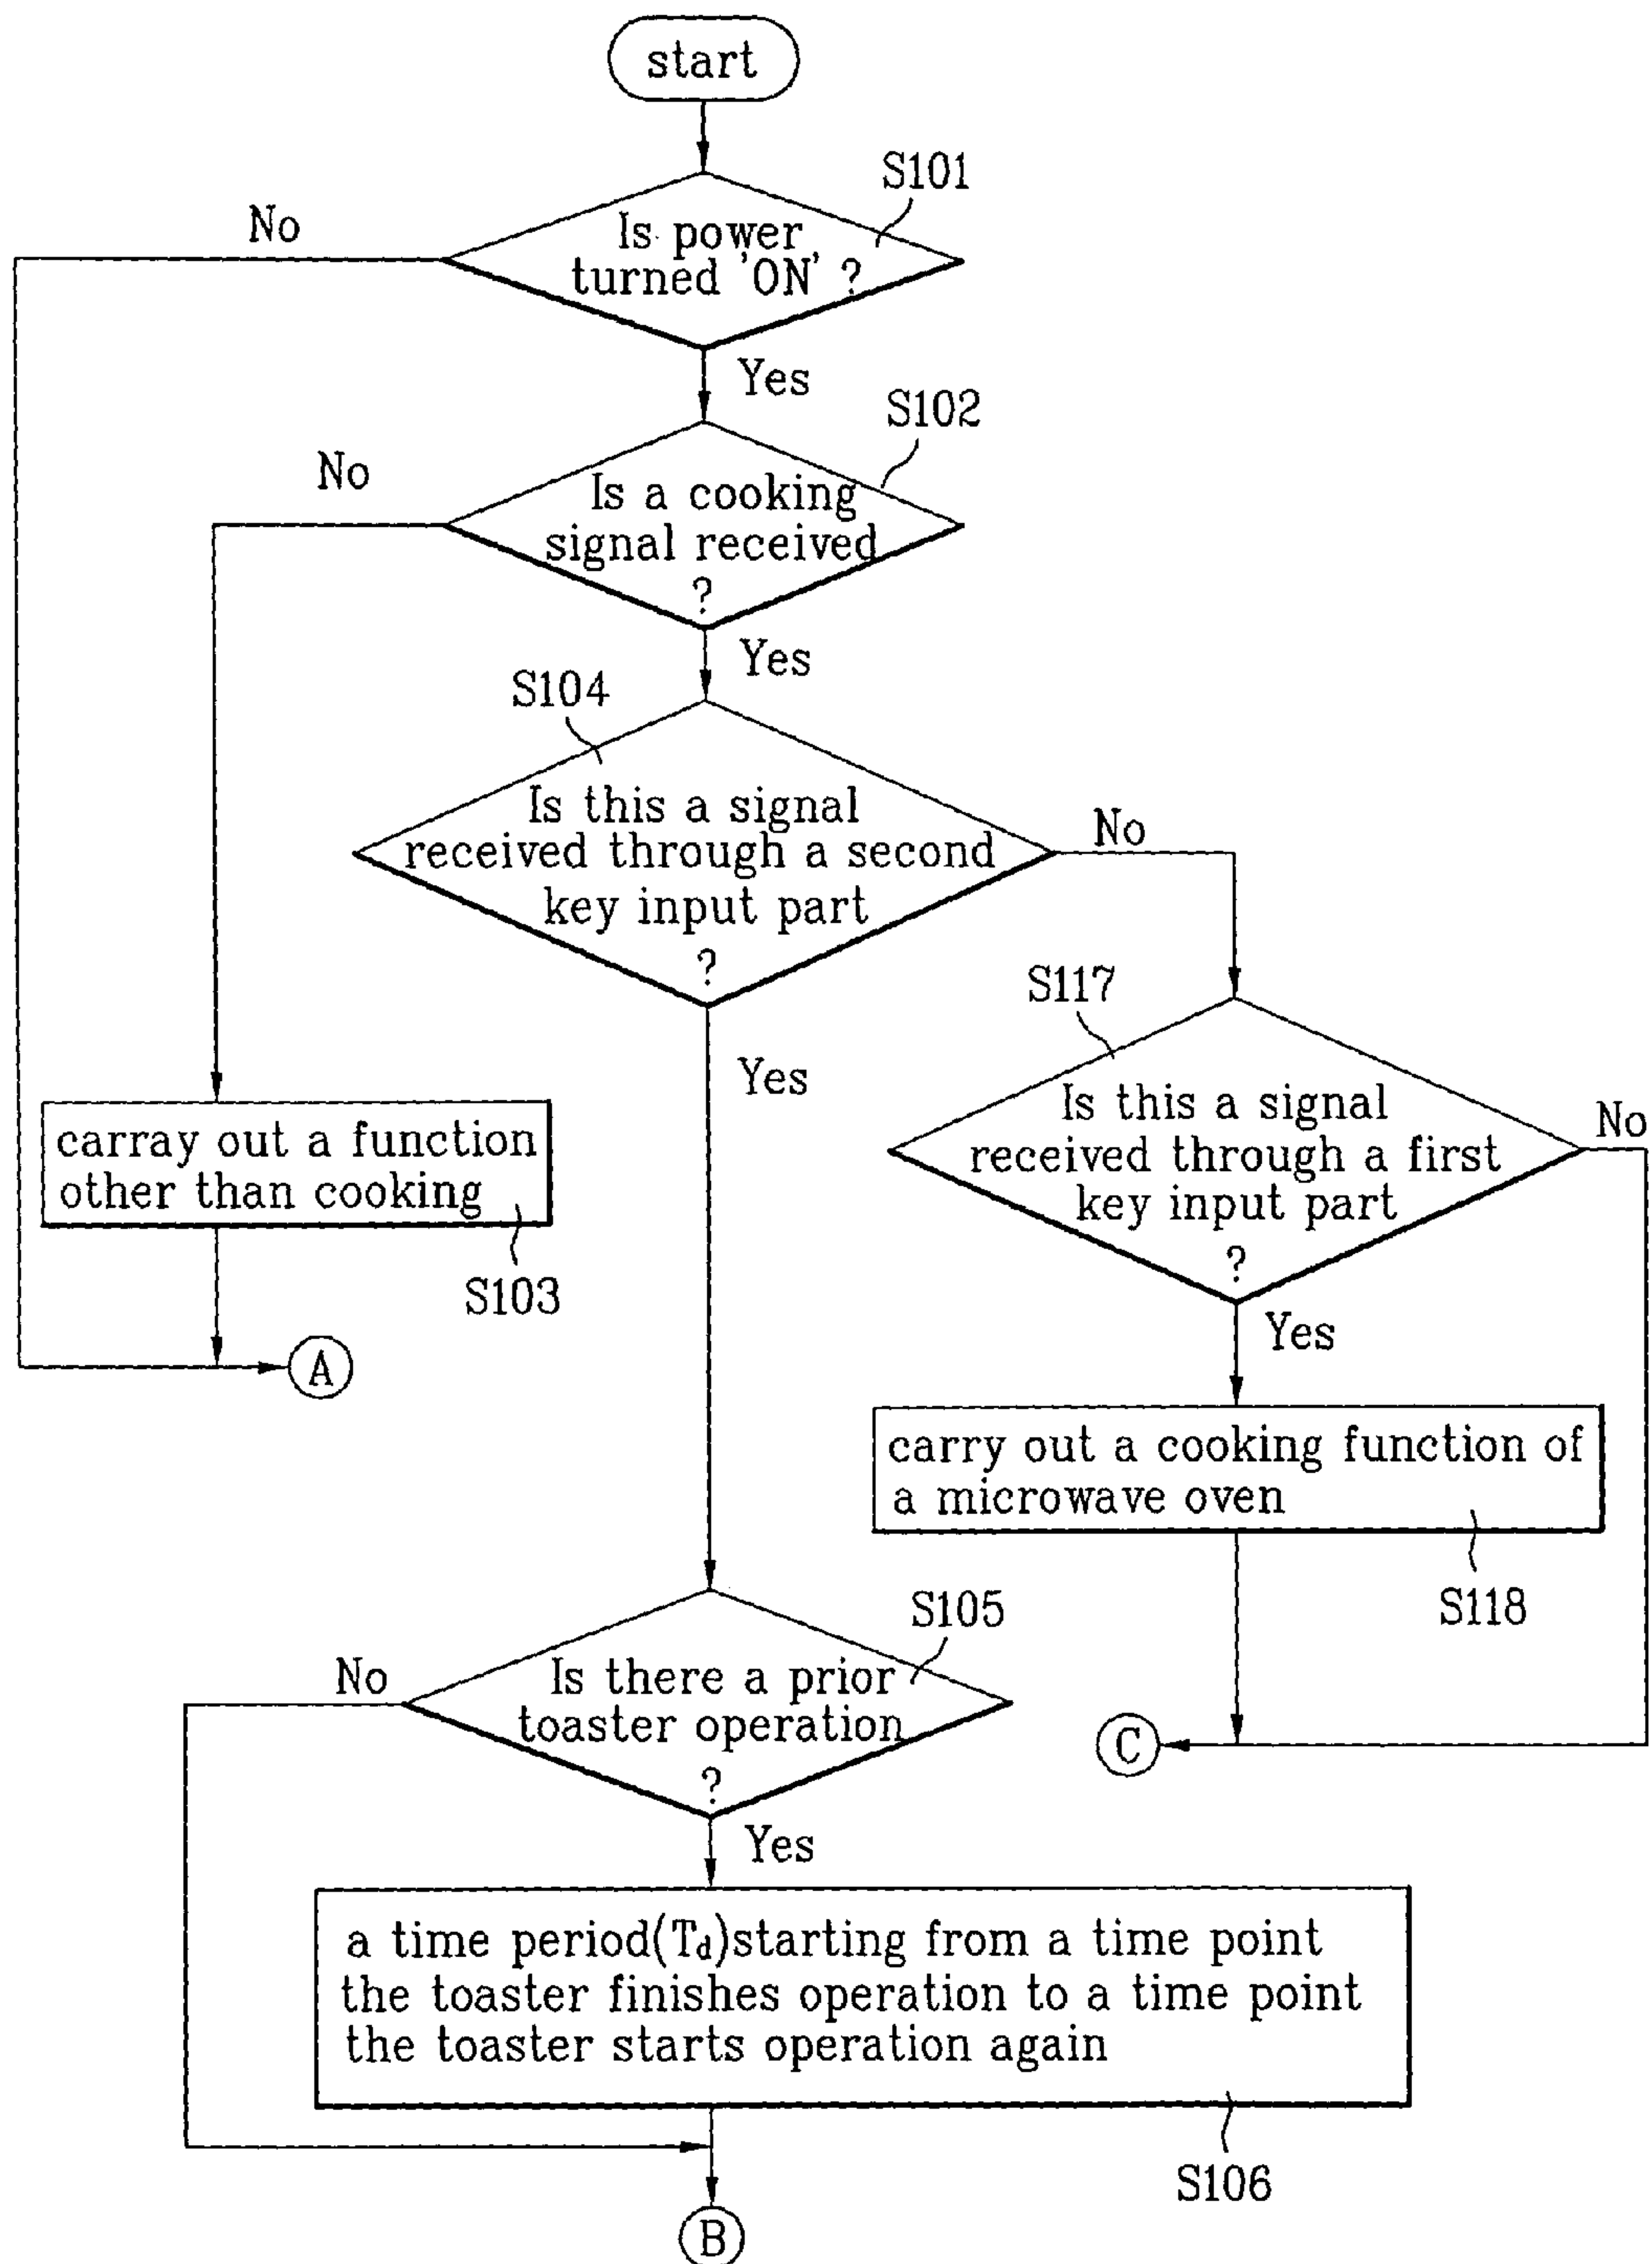 start
S101
No
Is power
turned 'ON' ?
Yes
S102
No
Is a cooking
signal received
?
Yes
S104
Is this a signal
received through a second
key input part
?
No
S117
Yes
Is this a signal
received through a first
key input part
?
No
carray out a function
other than cooking
S103
Yes
A
carry out a cooking function of
a microwave oven
S118
S105
No
Is there a prior
toaster operation
?
C
Yes
a time period(Td)starting from a time point
the toaster finishes operation to a time point
the toaster starts operation again
S106
B